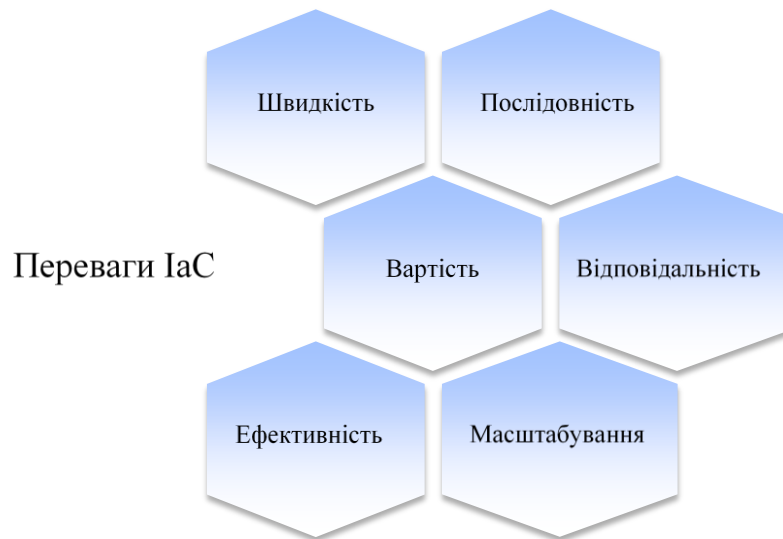 Швидкість
Послідовність
Переваги IaC
Вартість
Відповідальність
Ефективність
Масштабування